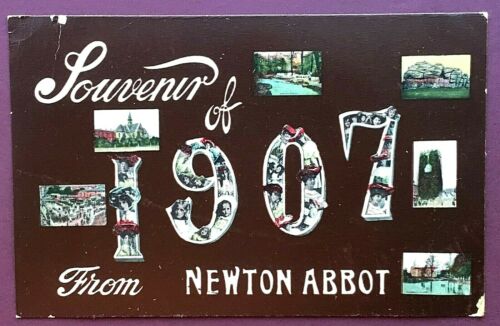 Souvenir
of
1907
From NEWTON ABBOT